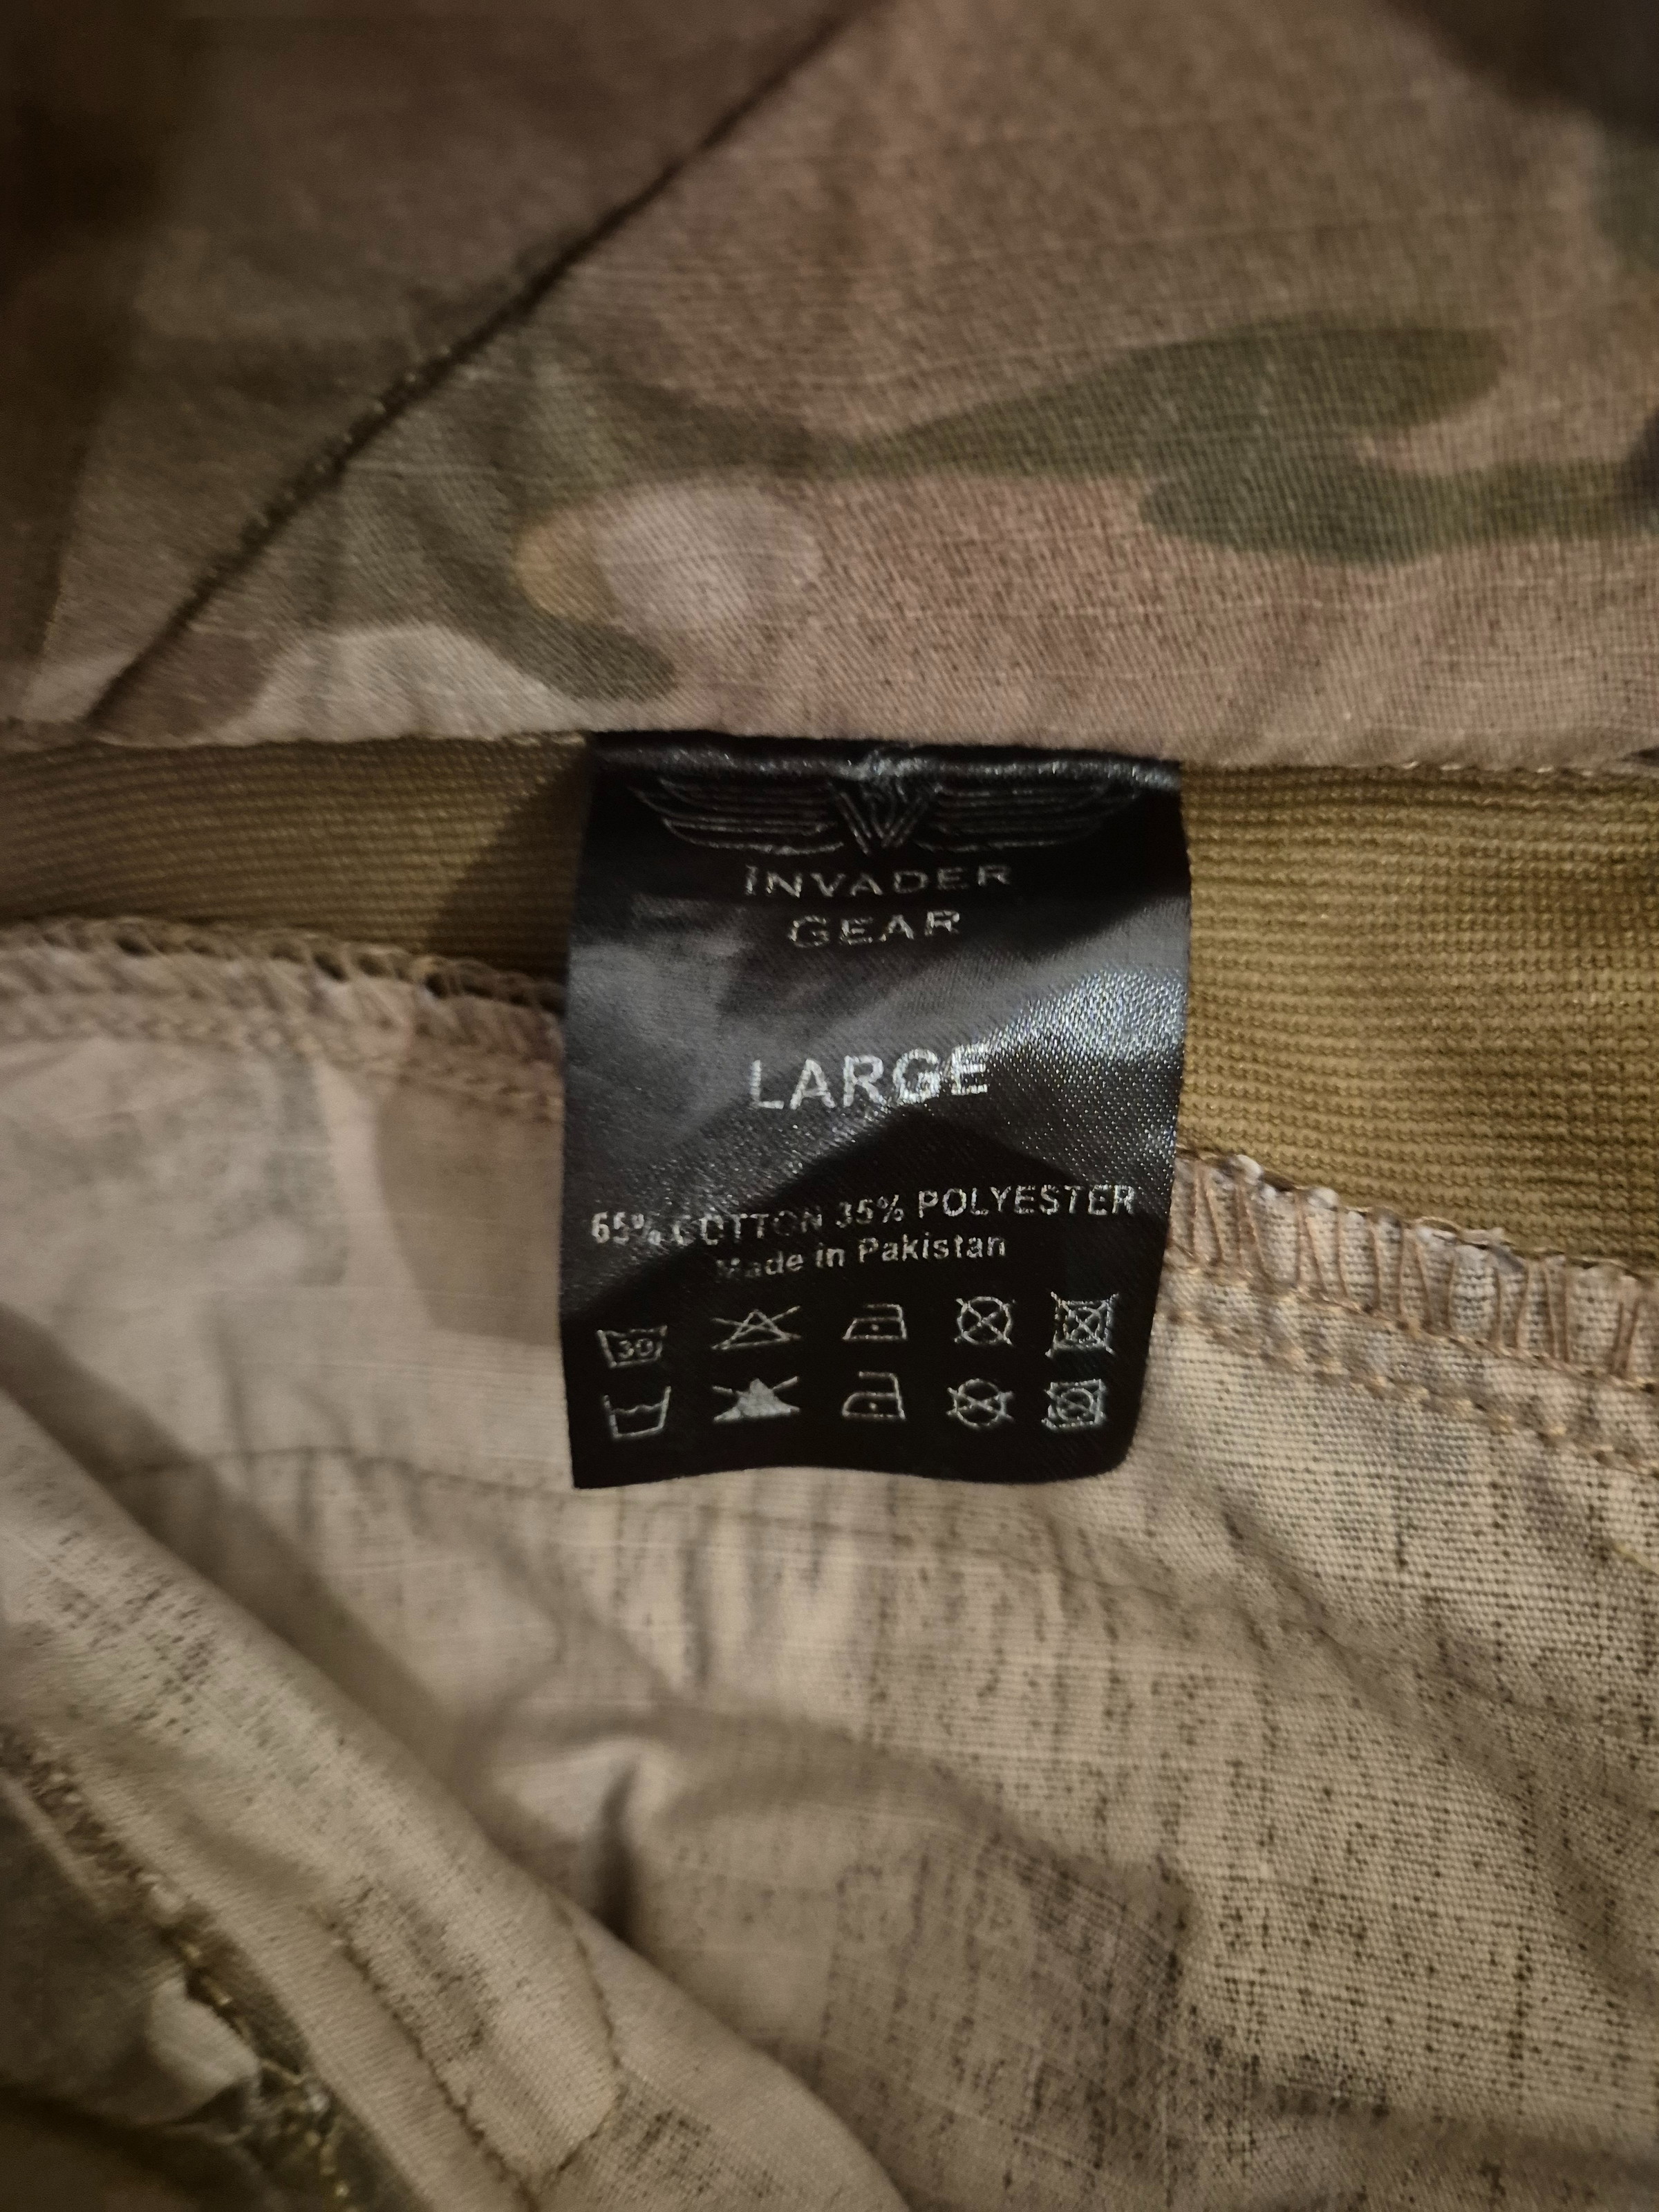 INVADER
GEAR
LARGE
65% COTTON 35% POLYESTER
Made in Pakistan
30